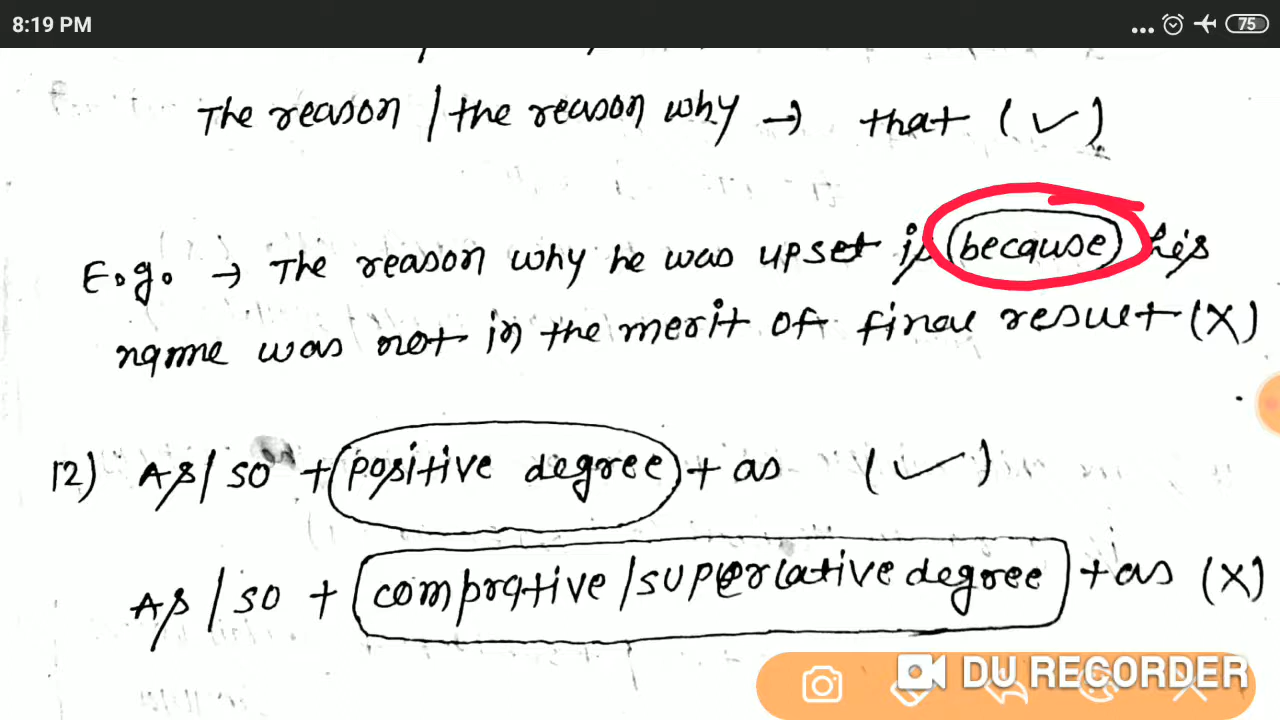 8:19 PM
75
The reason / the reason why → that (✓)
E.g. → The reason why he was upset is because his
name was not in the merit of final result (X)
12) As/so + positive degree + as (✓)
As/so + comprative/superlative degree + as (X)
DU RECORDER